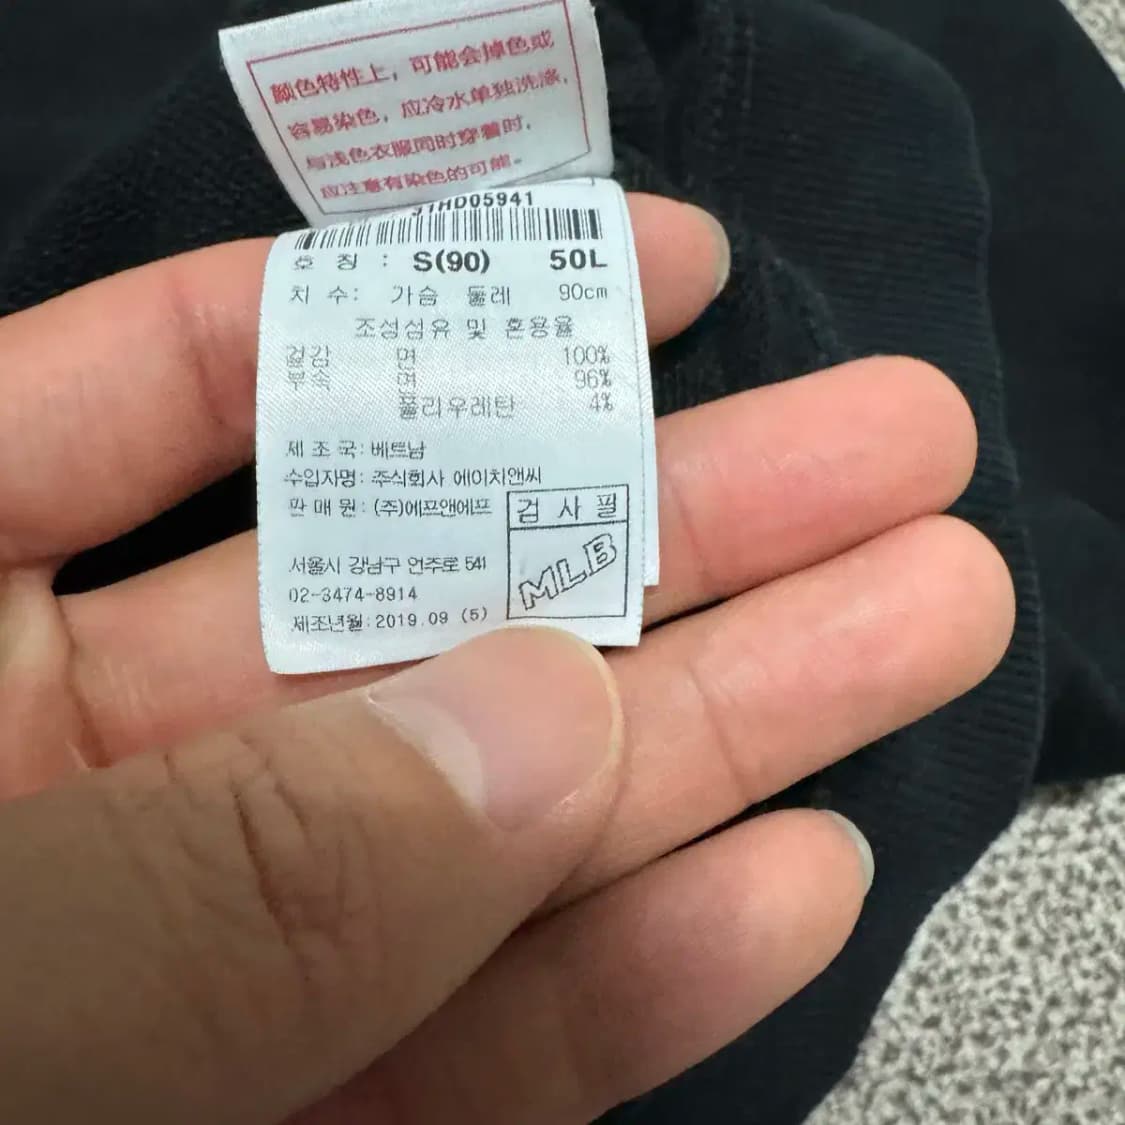 颜色特性上，可能会掉色或
容易染色，应冷水单独洗涤，
与浅色衣服同时穿着时，
应注意有染色的可能。
31HD05941
호 칭 : S(90) 50L
치 수: 가슴 둘레 90cm
조성섬유 및 혼용율
겉감 면 100%
부속 면 96%
폴리우레탄 4%
제 조 국: 베트남
수입자명: 주식회사 에이치앤씨
판 매 원: (주)에프앤에프
검 사 필
MLB
서울시 강남구 언주로 541
02-3474-8914
제조년월:2019.09 (5)